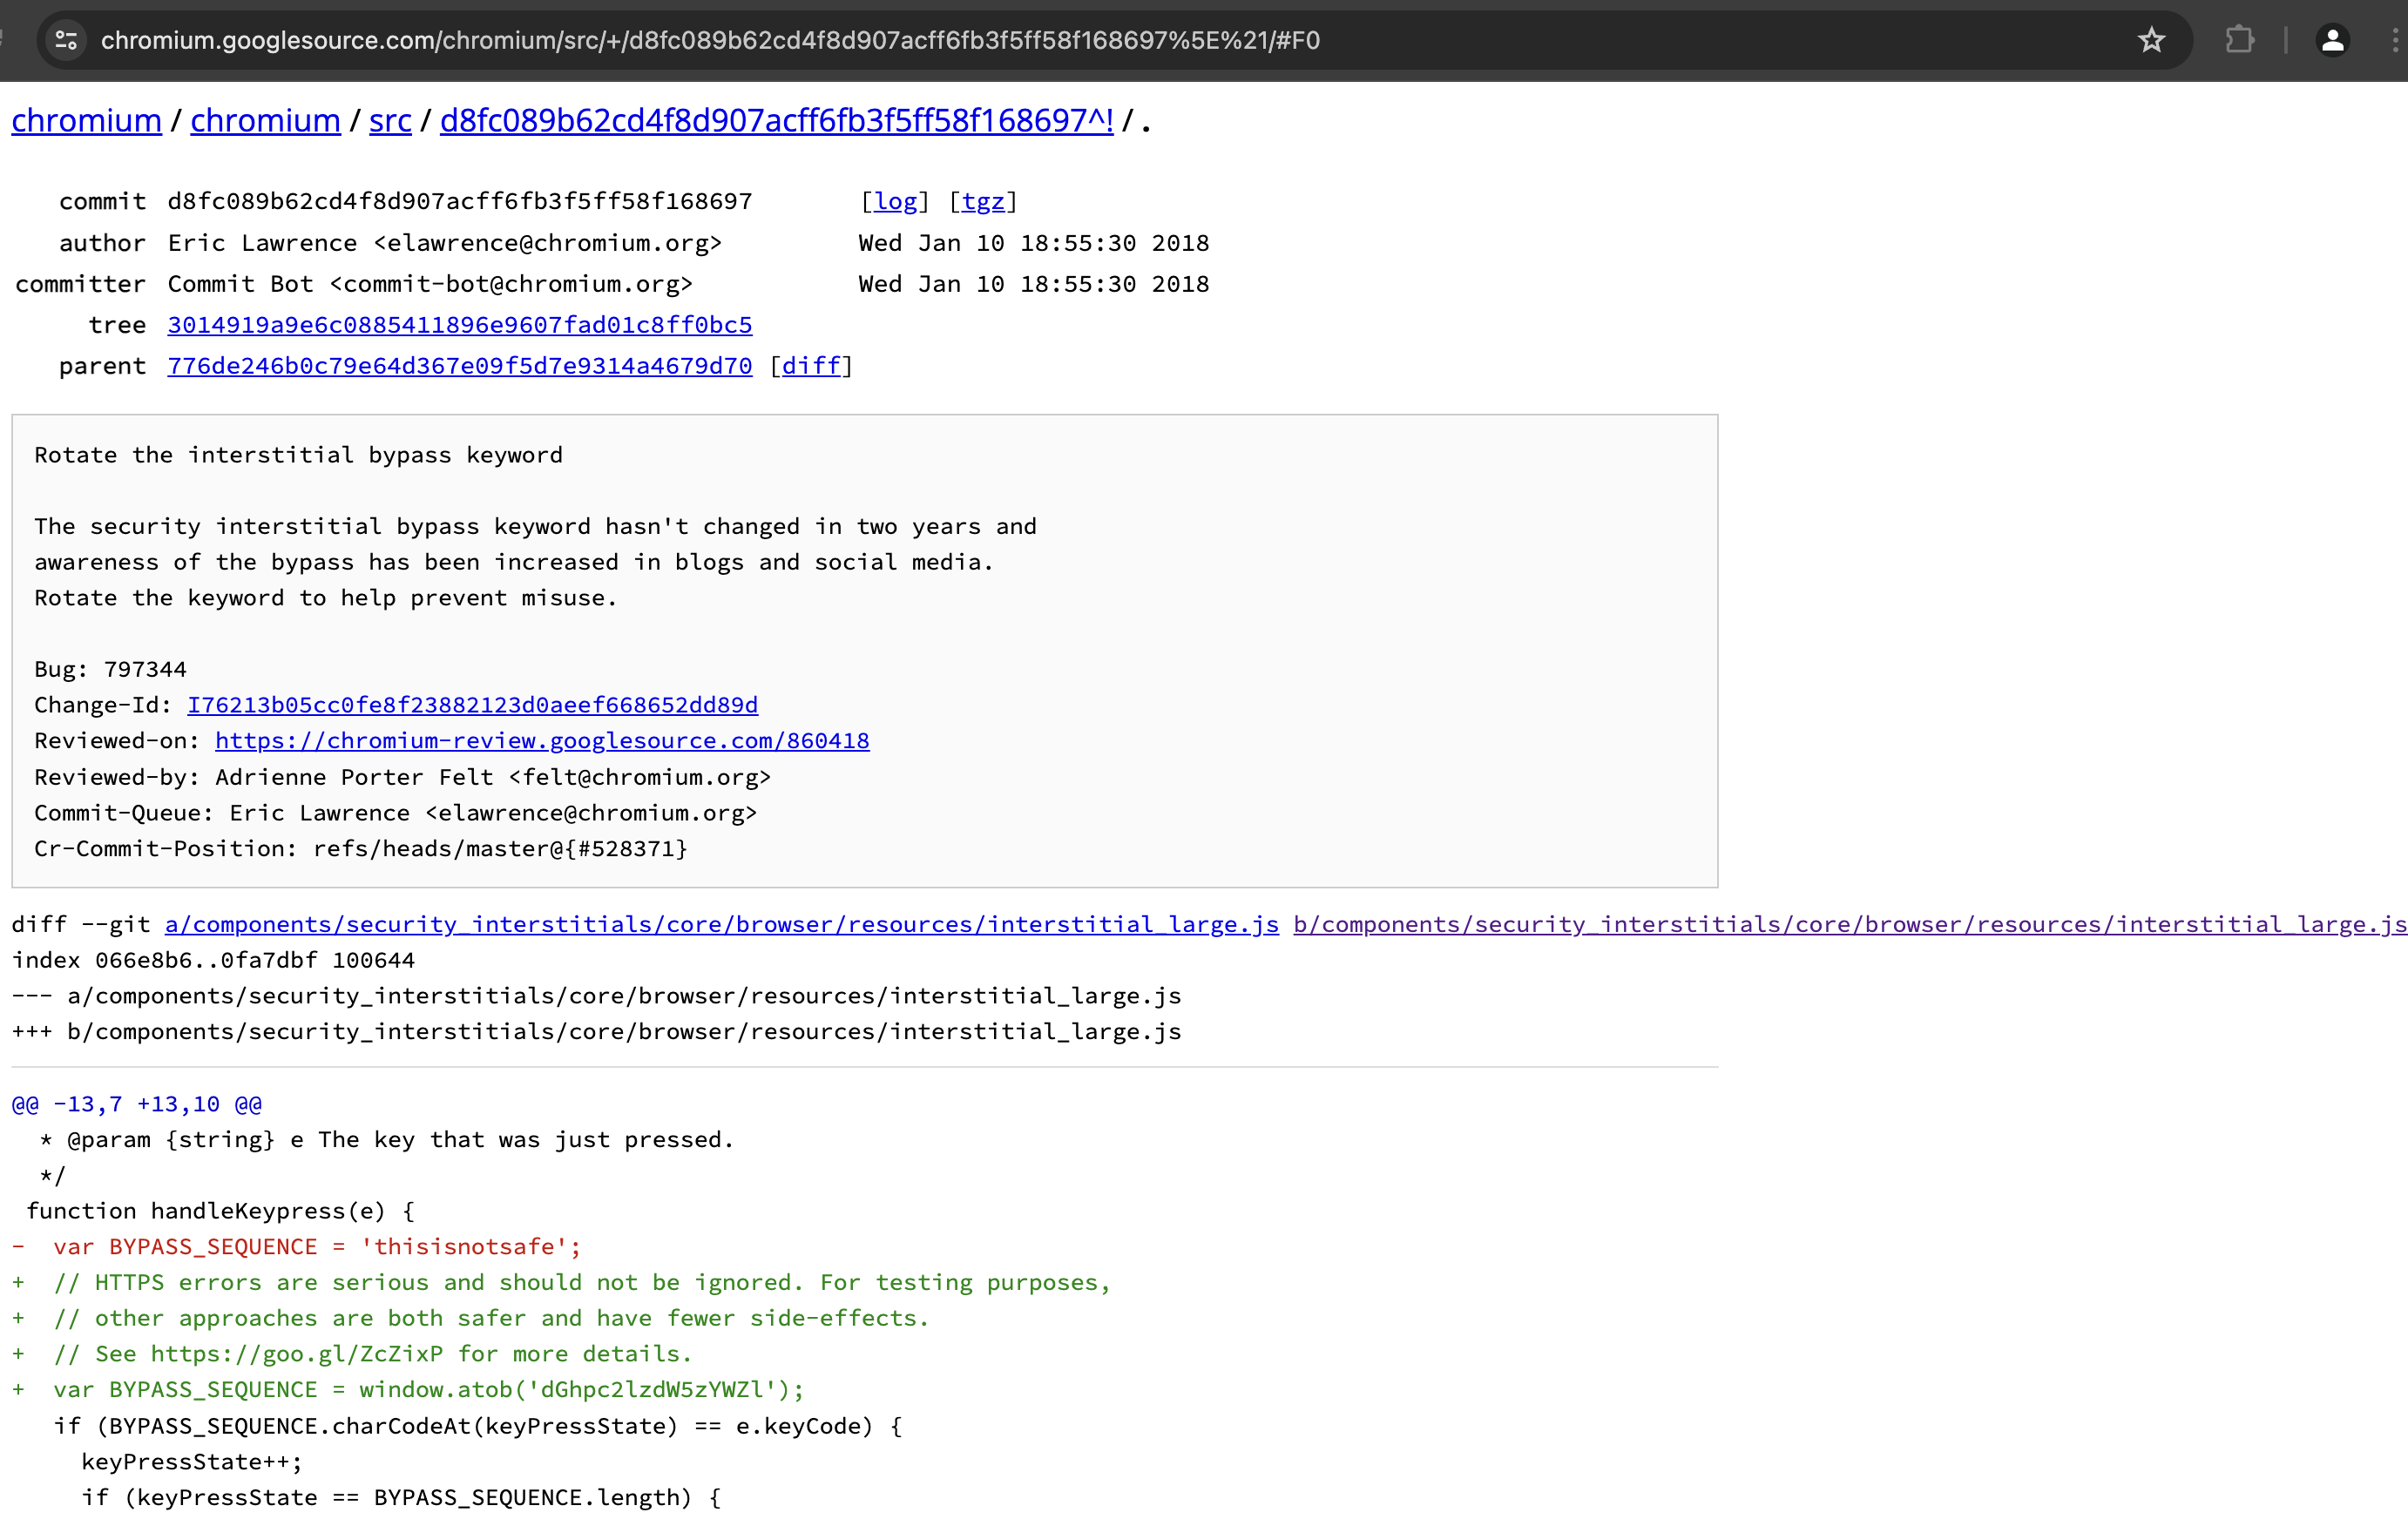 chromium.googlesource.com/chromium/src/+/d8fc089b62cd4f8d907acff6fb3f5ff58f168697%5E%21/#F0
chromium / chromium / src / d8fc089b62cd4f8d907acff6fb3f5ff58f168697^! / .
commit d8fc089b62cd4f8d907acff6fb3f5ff58f168697 [log] [tgz]
author Eric Lawrence <elawrence@chromium.org> Wed Jan 10 18:55:30 2018
committer Commit Bot <commit-bot@chromium.org> Wed Jan 10 18:55:30 2018
tree 3014919a9e6c0885411896e9607fad01c8ff0bc5
parent 776de246b0c79e64d367e09f5d7e9314a4679d70 [diff]
Rotate the interstitial bypass keyword
The security interstitial bypass keyword hasn't changed in two years and
awareness of the bypass has been increased in blogs and social media.
Rotate the keyword to help prevent misuse.
Bug: 797344
Change-Id: I76213b05cc0fe8f23882123d0aeef668652dd89d
Reviewed-on: https://chromium-review.googlesource.com/860418
Reviewed-by: Adrienne Porter Felt <felt@chromium.org>
Commit-Queue: Eric Lawrence <elawrence@chromium.org>
Cr-Commit-Position: refs/heads/master@{#528371}
diff --git a/components/security_interstitials/core/browser/resources/interstitial_large.js b/components/security_interstitials/core/browser/resources/interstitial_large.js
index 066e8b6..0fa7dbf 100644
--- a/components/security_interstitials/core/browser/resources/interstitial_large.js
+++ b/components/security_interstitials/core/browser/resources/interstitial_large.js
@@ -13,7 +13,10 @@
  * @param {string} e The key that was just pressed.
  */
 function handleKeypress(e) {
-  var BYPASS_SEQUENCE = 'thisisnotsafe';
+  // HTTPS errors are serious and should not be ignored. For testing purposes,
+  // other approaches are both safer and have fewer side-effects.
+  // See https://goo.gl/ZcZixP for more details.
+  var BYPASS_SEQUENCE = window.atob('dGhpc2lzdW5zYWZl');
   if (BYPASS_SEQUENCE.charCodeAt(keyPressState) == e.keyCode) {
     keyPressState++;
     if (keyPressState == BYPASS_SEQUENCE.length) {